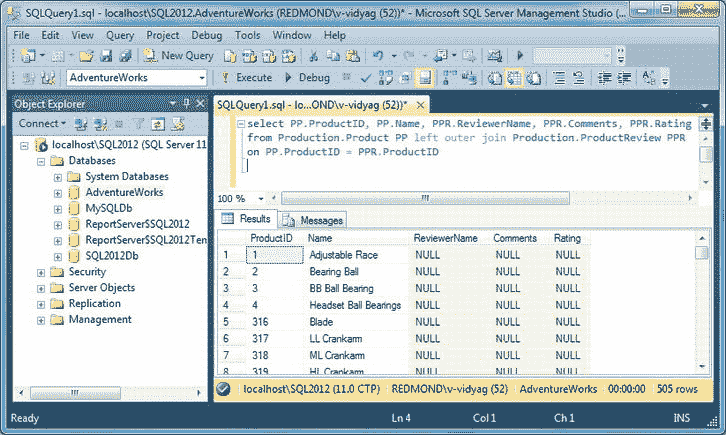 SQLQuery1.sql - localhost\SQL2012.AdventureWorks (REDMOND\v-vidyag (52))* - Microsoft SQL Server Management Studio (...
File Edit View Query Project Debug Tools Window Help
New Query
AdventureWorks Execute Debug
Object Explorer
Connect
localhost\SQL2012 (SQL Server 11
Databases
System Databases
AdventureWorks
MySQLDb
ReportServer$SQL2012
ReportServer$SQL2012Ten
SQL2012Db
Security
Server Objects
Replication
Management
SQLQuery1.sql - lo...OND\v-vidyag (52))*
select PP.ProductID, PP.Name, PPR.ReviewerName, PPR.Comments, PPR.Rating
from Production.Product PP left outer join Production.ProductReview PPR
on PP.ProductID = PPR.ProductID
100 %
Results Messages
ProductID Name ReviewerName Comments Rating
1 1 Adjustable Race NULL NULL NULL
2 2 Bearing Ball NULL NULL NULL
3 3 BB Ball Bearing NULL NULL NULL
4 4 Headset Ball Bearings NULL NULL NULL
5 316 Blade NULL NULL NULL
6 317 LL Crankarm NULL NULL NULL
7 318 ML Crankarm NULL NULL NULL
8 319 HL Crankarm NULL NULL NULL
localhost\SQL2012 (11.0 CTP) REDMOND\v-vidyag (52) AdventureWorks 00:00:00 505 rows
Ready Ln 4 Col 1 Ch 1 INS